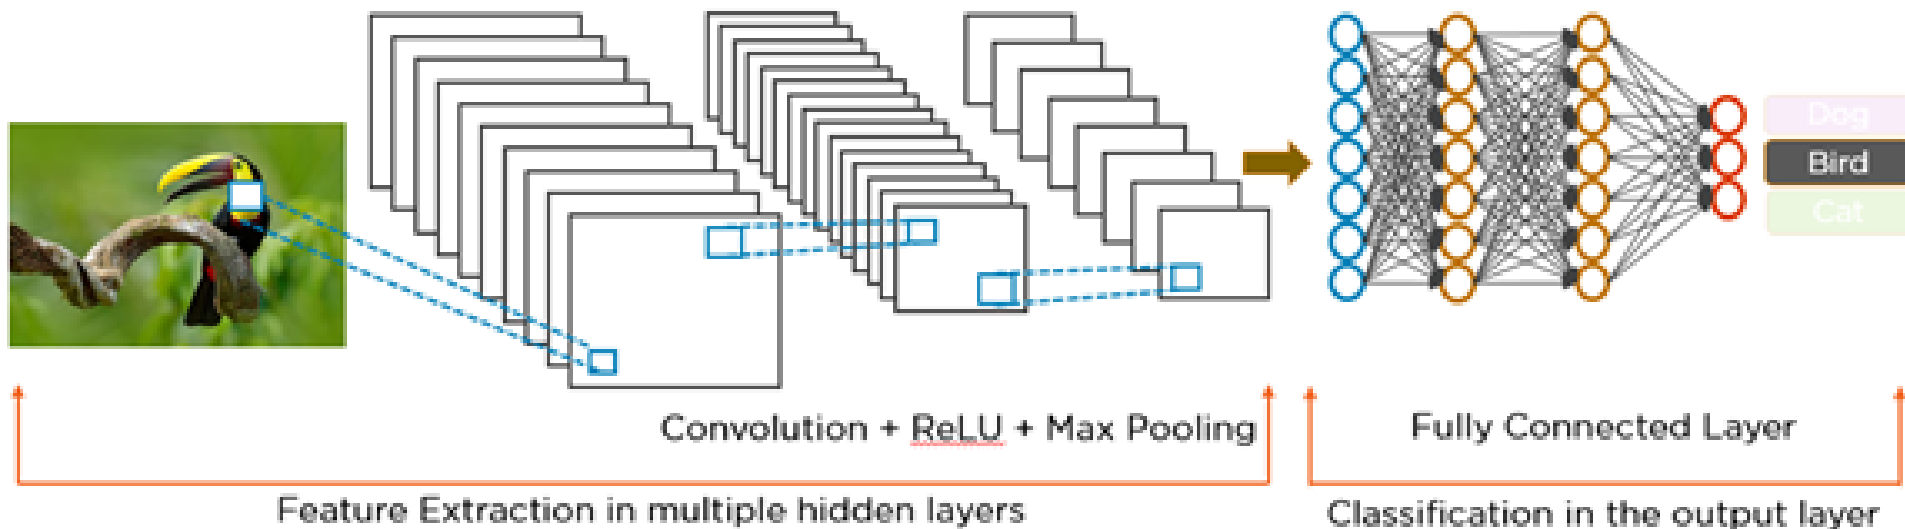 Dog
Bird
Cat
Convolution + ReLU + Max Pooling
Fully Connected Layer
Feature Extraction in multiple hidden layers
Classification in the output layer